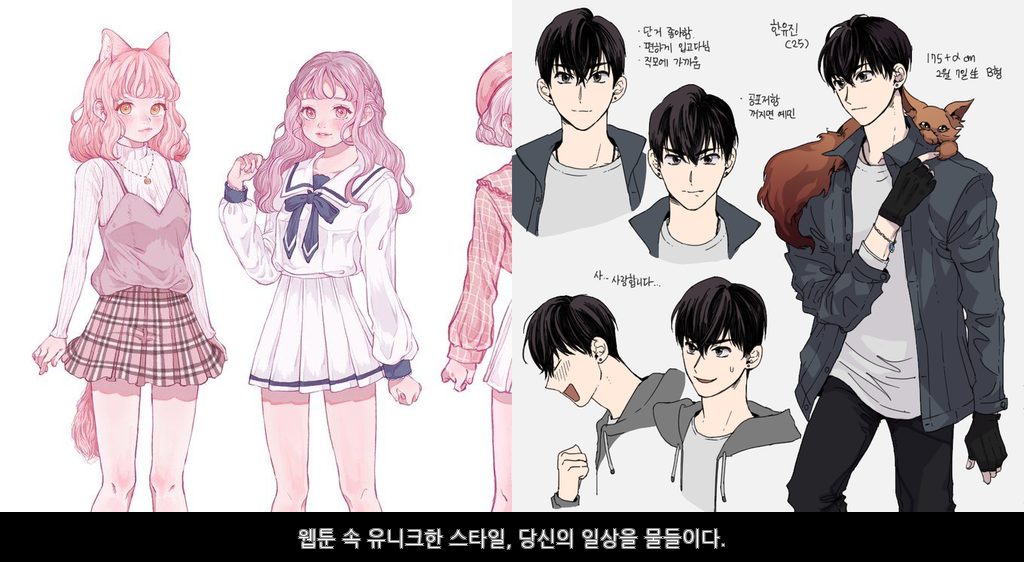 · 단거 좋아함.
· 편하게 입고다님
· 직모에 가까움
한유진
(25)
175+α cm
2월 7일生 B형
· 공포저항
꺼지면 예민
사.. 사랑합니다...
웹툰 속 유니크한 스타일, 당신의 일상을 물들이다.